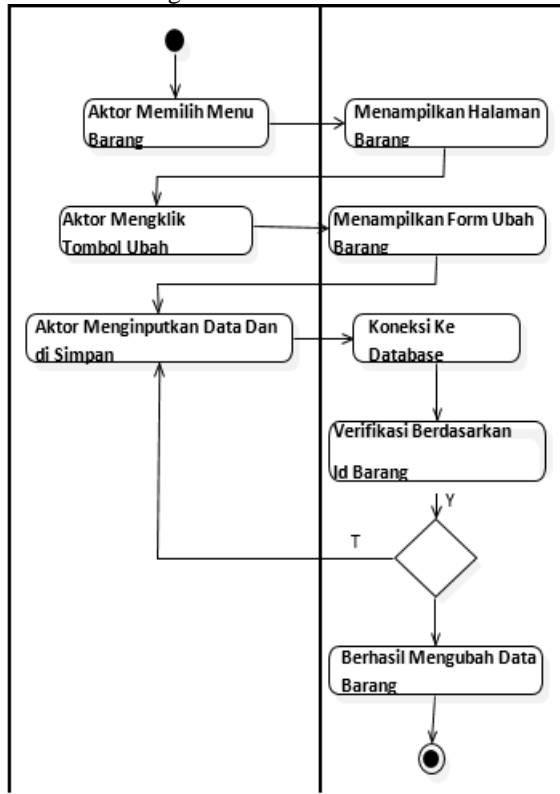 Aktor Memilih Menu
Barang
Menampilkan Halaman
Barang
Aktor Mengklik
Tombol Ubah
Menampilkan Form Ubah
Barang
Aktor Menginputkan Data Dan
di Simpan
Koneksi Ke
Database
Verifikasi Berdasarkan
Id Barang
Y
T
Berhasil Mengubah Data
Barang